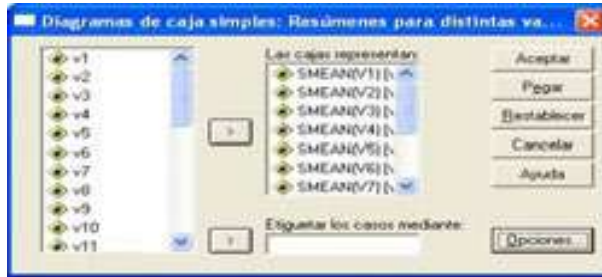 Diagramas de caja simples: Resúmenes para distintas va...
v1
v2
v3
v4
v5
v6
v7
v8
v9
v10
v11
Las cajas representan:
SMEAN(V1) [v
SMEAN(V2) [v
SMEAN(V3) [v
SMEAN(V4) [v
SMEAN(V5) [v
SMEAN(V6) [v
SMEAN(V7) [v
Etiquetar los casos mediante:
Aceptar
Pegar
Restablecer
Cancelar
Ayuda
Opciones...